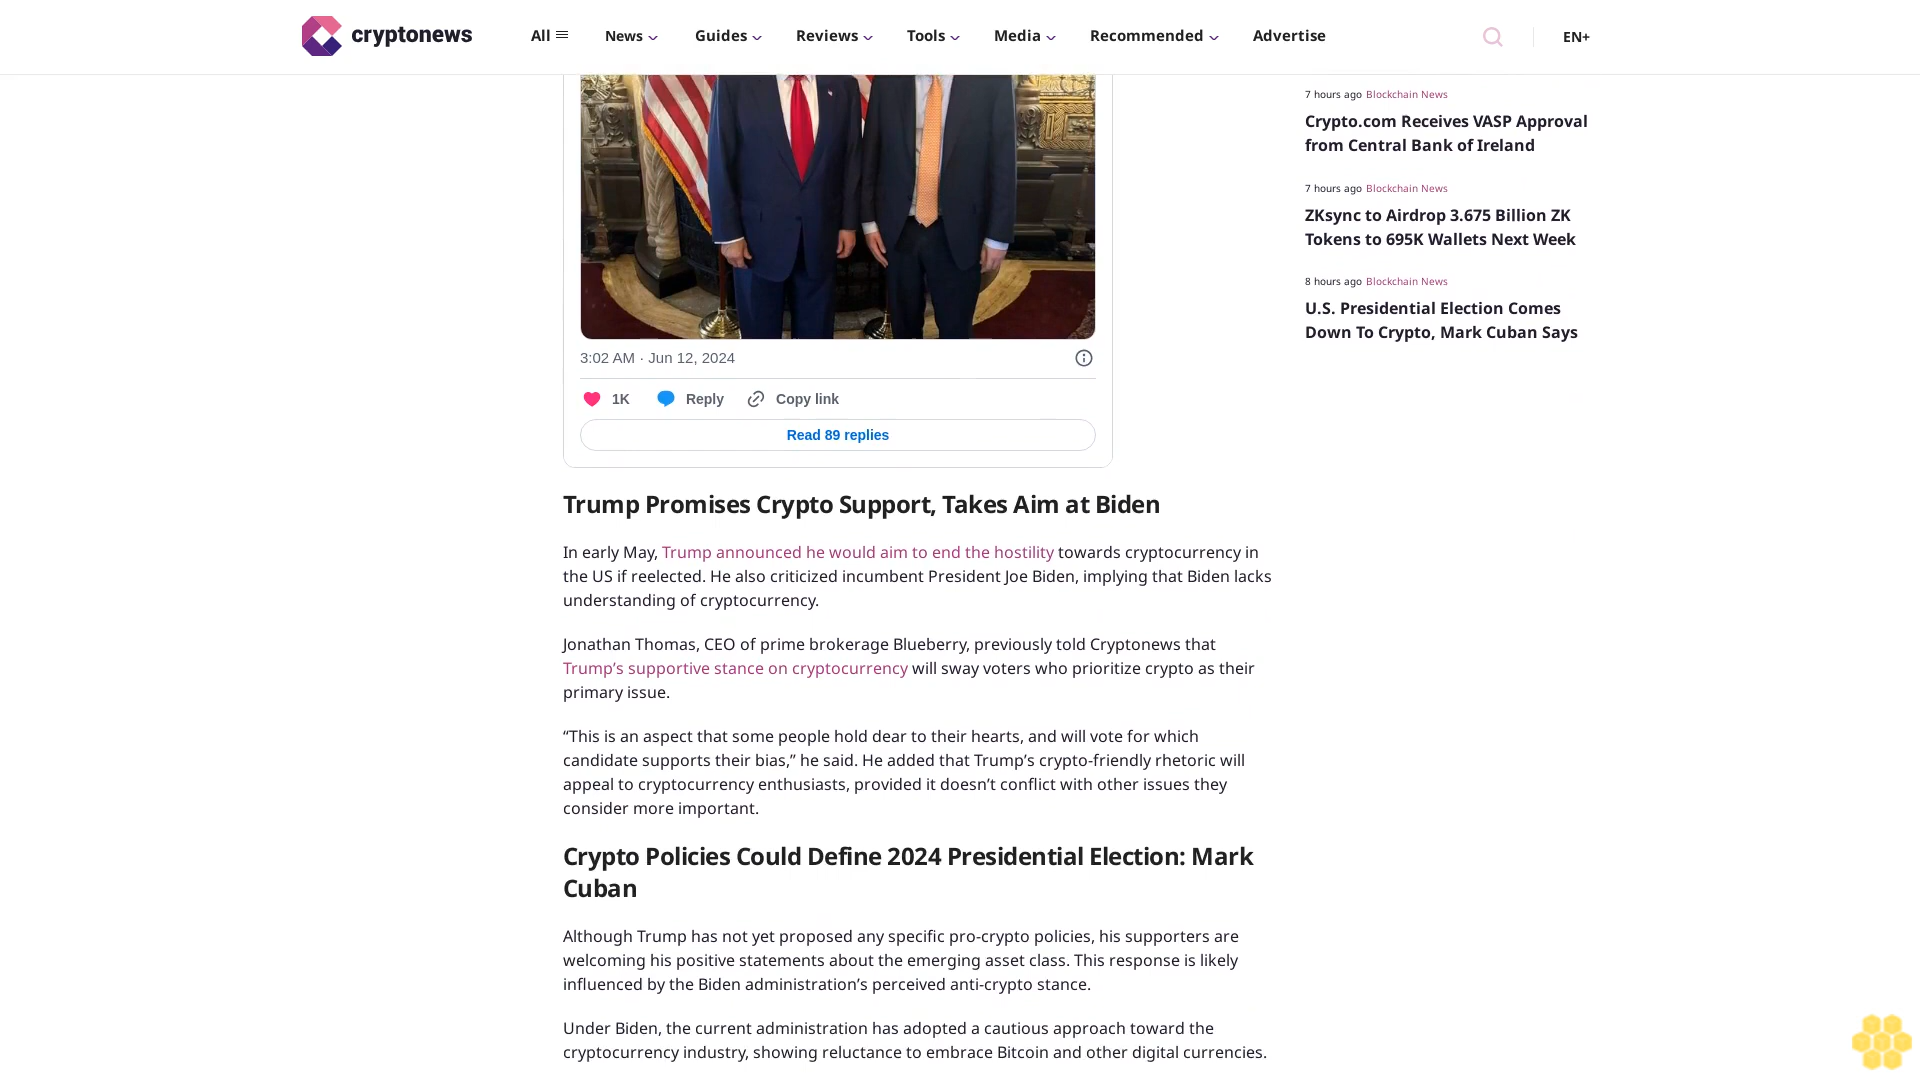 cryptonews
All
News
Guides
Reviews
Tools
Media
Recommended
Advertise
EN+
7 hours ago Blockchain News
Crypto.com Receives VASP Approval
from Central Bank of Ireland
7 hours ago Blockchain News
ZKsync to Airdrop 3.675 Billion ZK
Tokens to 695K Wallets Next Week
8 hours ago Blockchain News
U.S. Presidential Election Comes
Down To Crypto, Mark Cuban Says
3:02 AM · Jun 12, 2024
1K
Reply
Copy link
Read 89 replies
Trump Promises Crypto Support, Takes Aim at Biden
In early May, Trump announced he would aim to end the hostility towards cryptocurrency in
the US if reelected. He also criticized incumbent President Joe Biden, implying that Biden lacks
understanding of cryptocurrency.
Jonathan Thomas, CEO of prime brokerage Blueberry, previously told Cryptonews that
Trump’s supportive stance on cryptocurrency will sway voters who prioritize crypto as their
primary issue.
“This is an aspect that some people hold dear to their hearts, and will vote for which
candidate supports their bias,” he said. He added that Trump’s crypto-friendly rhetoric will
appeal to cryptocurrency enthusiasts, provided it doesn’t conflict with other issues they
consider more important.
Crypto Policies Could Define 2024 Presidential Election: Mark
Cuban
Although Trump has not yet proposed any specific pro-crypto policies, his supporters are
welcoming his positive statements about the emerging asset class. This response is likely
influenced by the Biden administration’s perceived anti-crypto stance.
Under Biden, the current administration has adopted a cautious approach toward the
cryptocurrency industry, showing reluctance to embrace Bitcoin and other digital currencies.